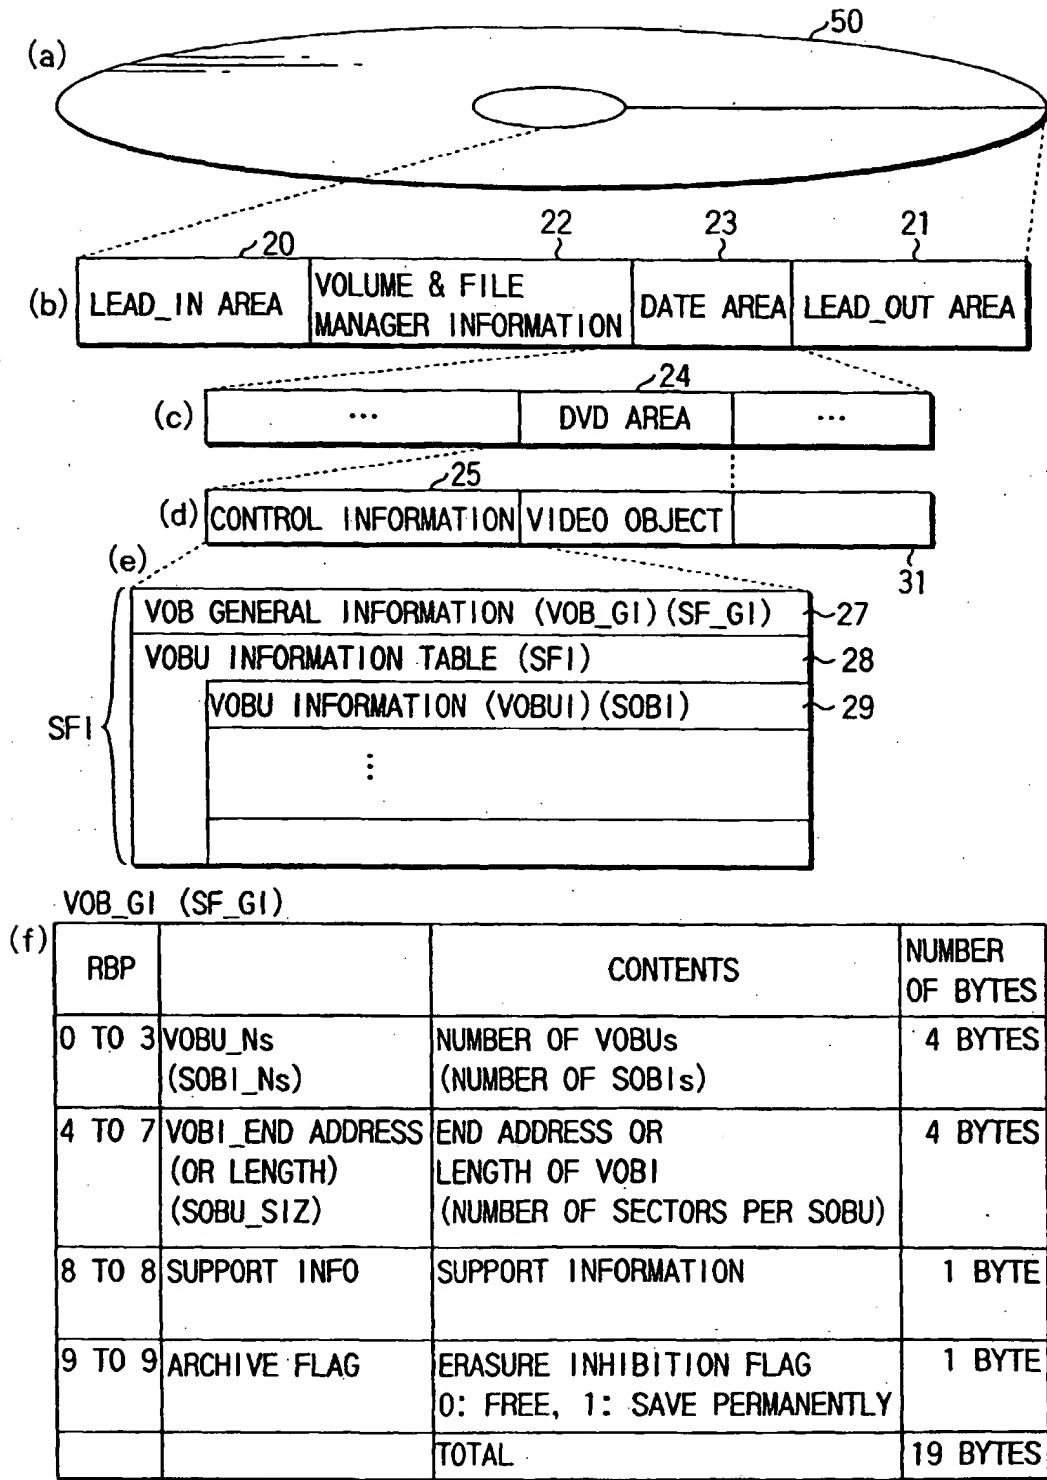 50
(a)
20
22
23
21
(b)
LEAD_IN AREA
VOLUME & FILE
MANAGER INFORMATION
DATE AREA
LEAD_OUT AREA
24
(c)
...
DVD AREA
...
25
(d)
CONTROL INFORMATION
VIDEO OBJECT
31
(e)
VOB GENERAL INFORMATION (VOB_GI)(SF_GI)
27
VOBU INFORMATION TABLE (SFI)
28
VOBU INFORMATION (VOBUI)(SOBI)
29
SFI
⋮
VOB_GI (SF_GI)
(f)
RBP
CONTENTS
NUMBER
OF BYTES
0 TO 3
VOBU_Ns
(SOBI_Ns)
NUMBER OF VOBUs
(NUMBER OF SOBIs)
4 BYTES
4 TO 7
VOBI_END ADDRESS
(OR LENGTH)
(SOBU_SIZ)
END ADDRESS OR
LENGTH OF VOBI
(NUMBER OF SECTORS PER SOBU)
4 BYTES
8 TO 8
SUPPORT INFO
SUPPORT INFORMATION
1 BYTE
9 TO 9
ARCHIVE FLAG
ERASURE INHIBITION FLAG
0: FREE, 1: SAVE PERMANENTLY
1 BYTE
TOTAL
19 BYTES